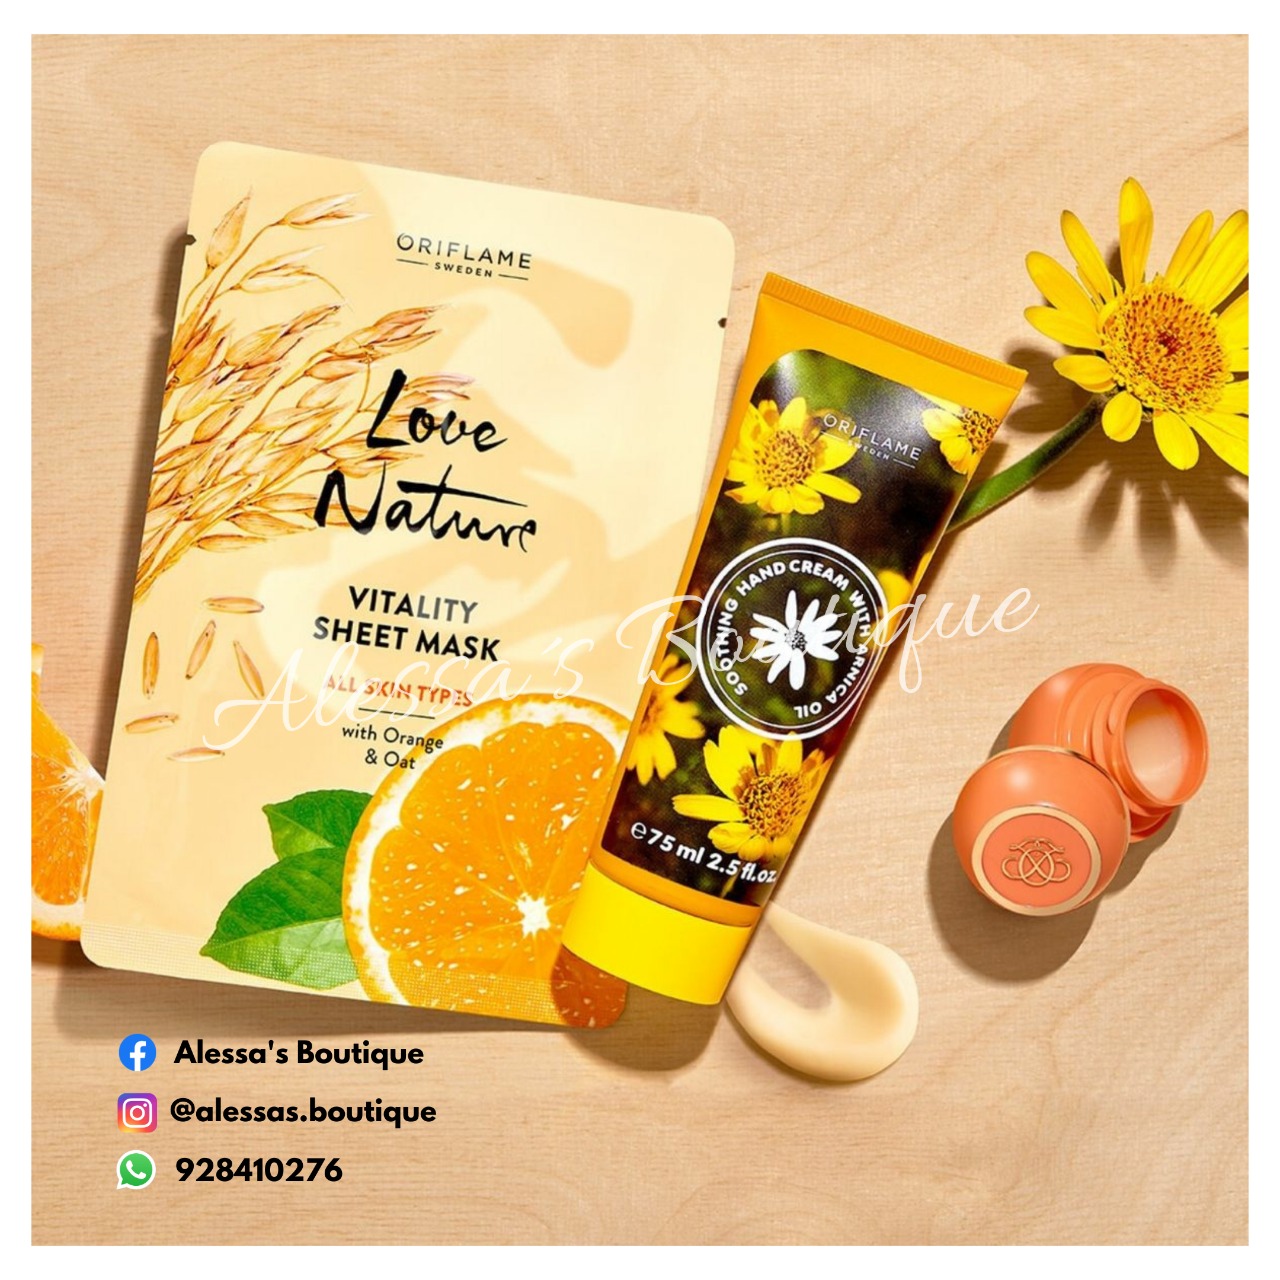 ORIFLAME
SWEDEN
Love
Nature
VITALITY
SHEET MASK
ALL SKIN TYPES
with Orange
& Oat
ORIFLAME
SWEDEN
SOOTHING HAND CREAM WITH ARNICA OIL
e75 ml 2.5 fl.oz
Alessa´s Boutique
Alessa's Boutique
@alessas.boutique
928410276